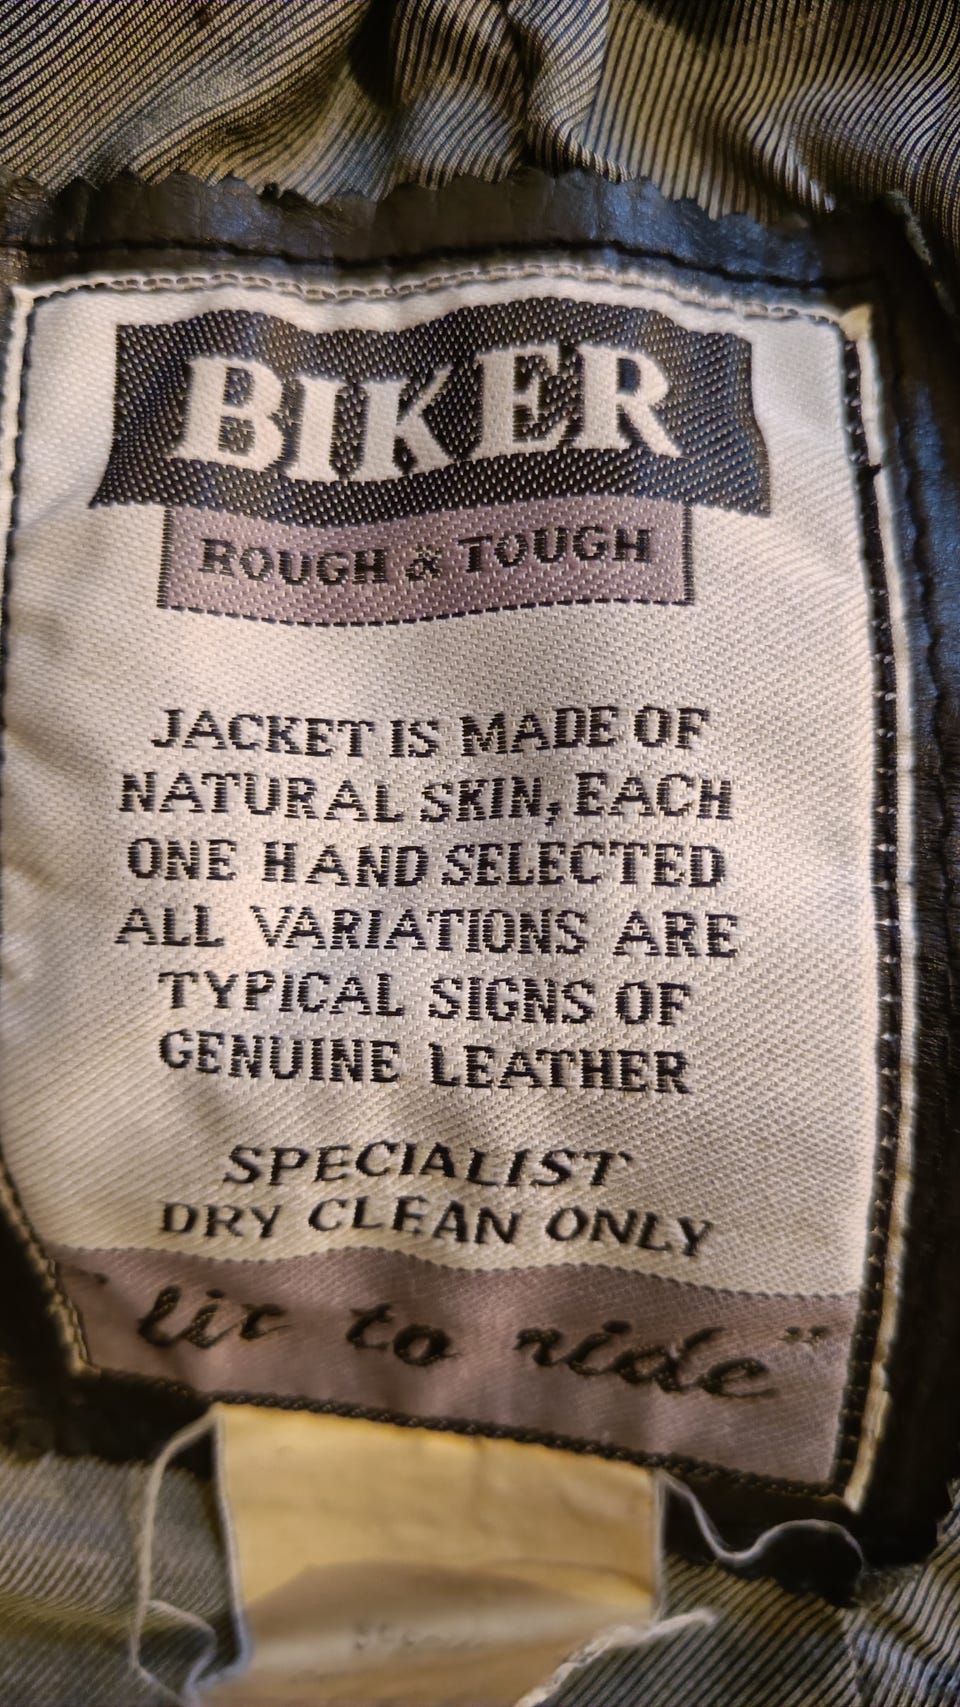 BIKER
ROUGH & TOUGH
JACKET IS MADE OF
NATURAL SKIN, EACH
ONE HAND SELECTED
ALL VARIATIONS ARE
TYPICAL SIGNS OF
GENUINE LEATHER
SPECIALIST
DRY CLEAN ONLY
to ride"